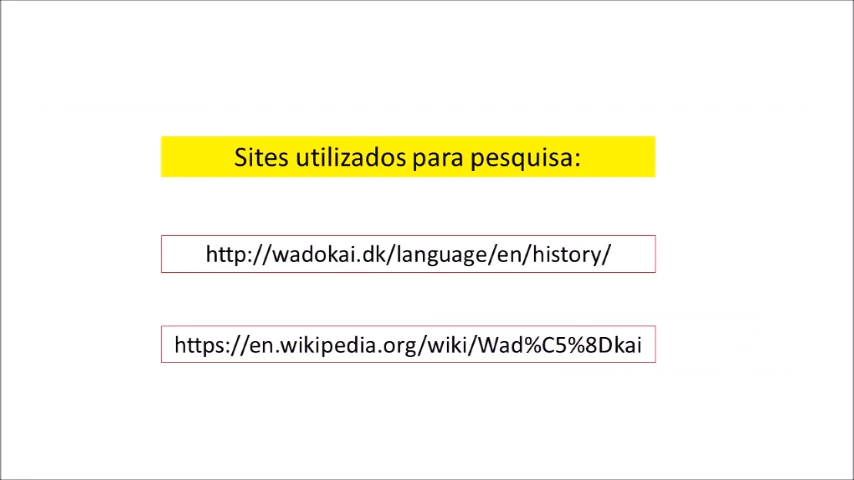 Sites utilizados para pesquisa:
http://wadokai.dk/language/en/history/
https://en.wikipedia.org/wiki/Wad%C5%8Dkai